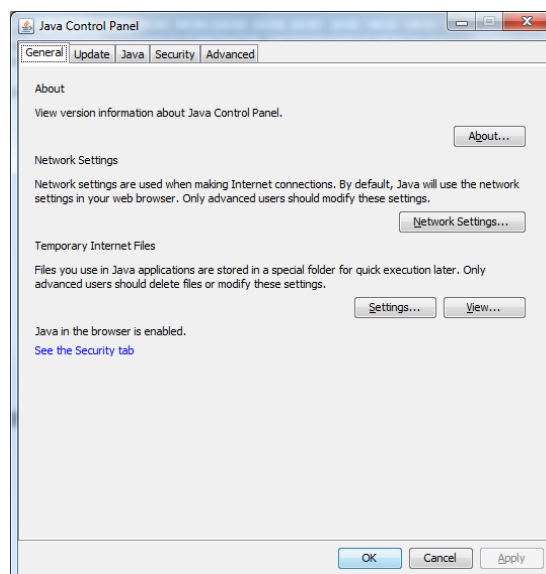 Java Control Panel
General Update Java Security Advanced
About
View version information about Java Control Panel.
About...
Network Settings
Network settings are used when making Internet connections. By default, Java will use the network
settings in your web browser. Only advanced users should modify these settings.
Network Settings...
Temporary Internet Files
Files you use in Java applications are stored in a special folder for quick execution later. Only
advanced users should delete files or modify these settings.
Settings... View...
Java in the browser is enabled.
See the Security tab
OK Cancel Apply